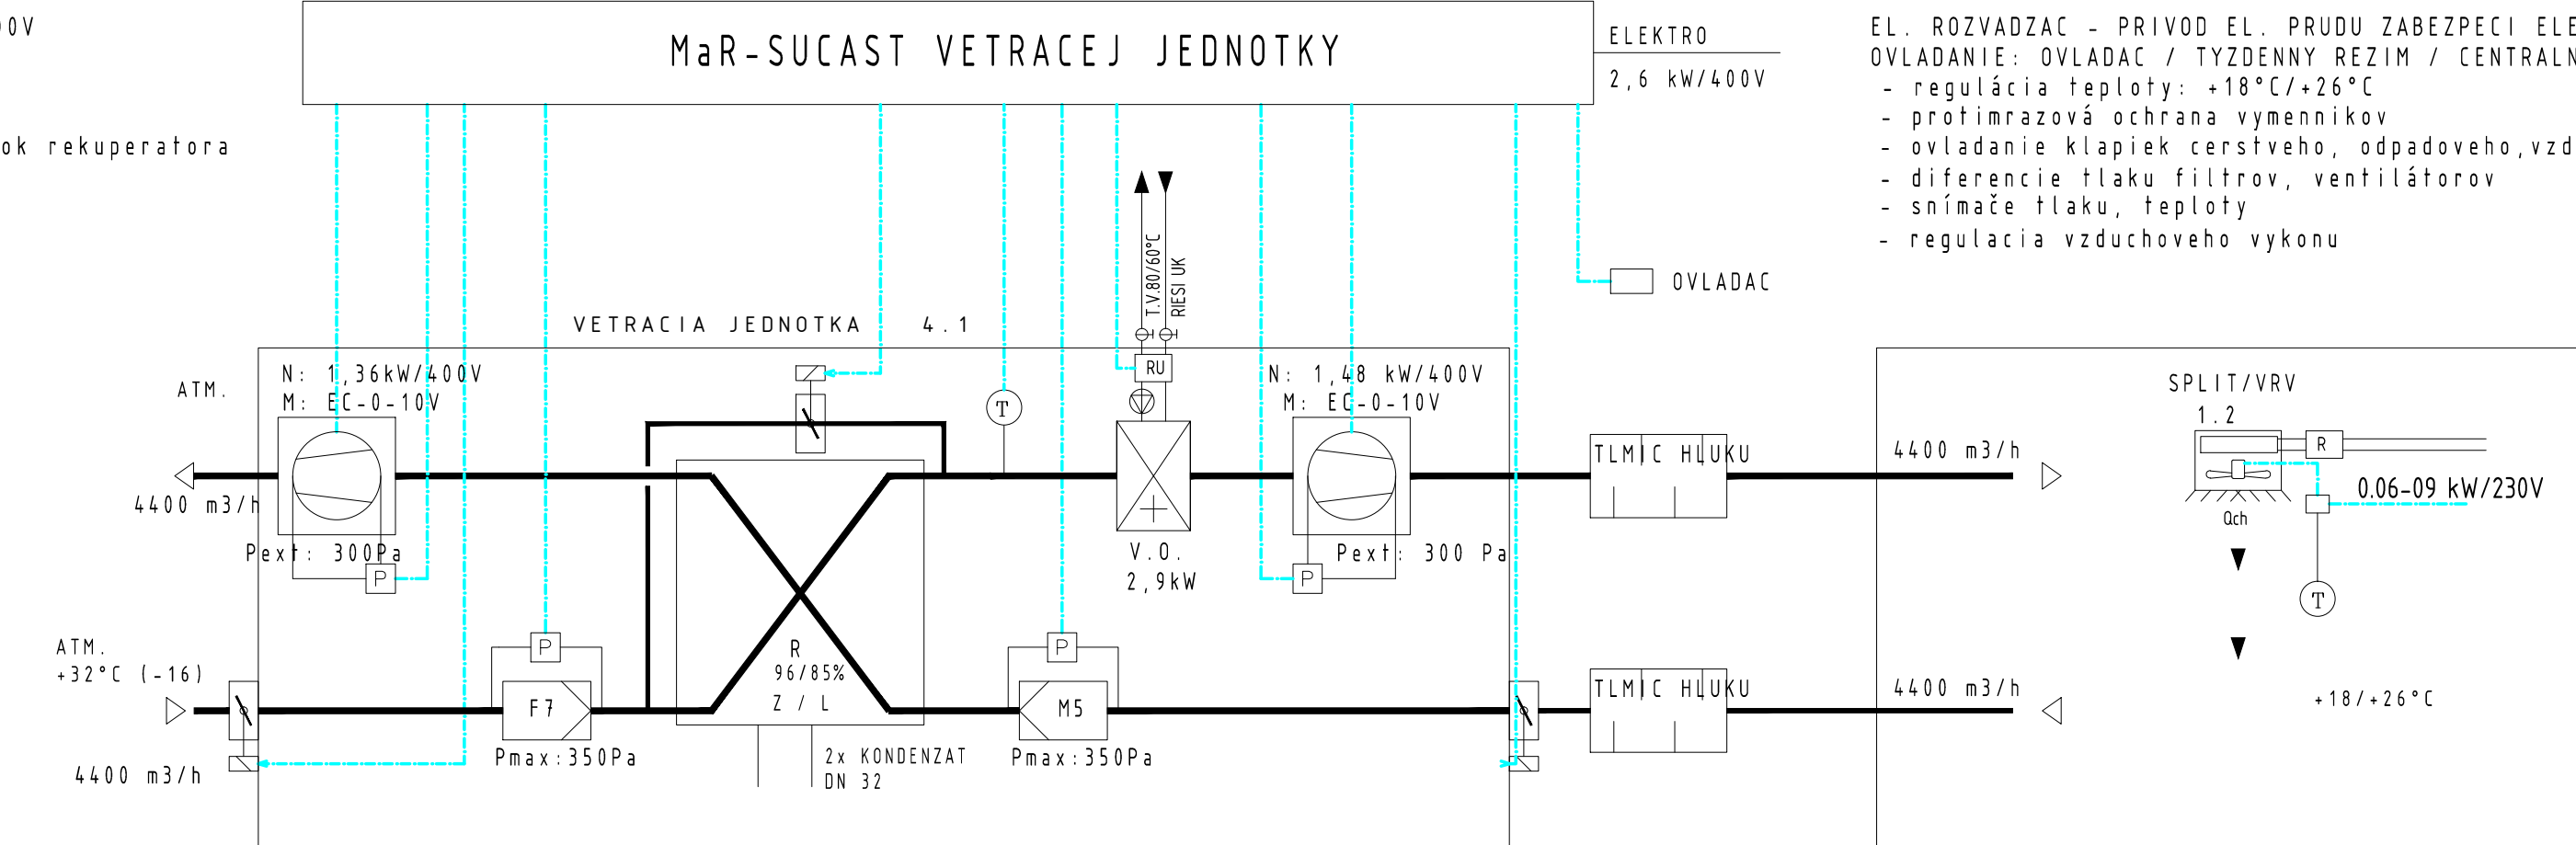 00V
ok rekuperatora
MaR-SUCAST VETRACEJ JEDNOTKY
ELEKTRO
2,6 kW/400V
EL. ROZVADZAC - PRIVOD EL. PRUDU ZABEZPECI ELE
OVLADANIE: OVLADAC / TYZDENNY REZIM / CENTRALN
- regulácia teploty: +18°C/+26°C
- protimrazová ochrana vymennikov
- ovladanie klapiek cerstveho, odpadoveho,vzd
- diferencie tlaku filtrov, ventilátorov
- snímače tlaku, teploty
- regulacia vzduchoveho vykonu
OVLADAC
T.V.80/60°C
RIESI UK
VETRACIA JEDNOTKA 4.1
ATM.
N: 1,36kW/400V
M: EC-0-10V
RU
T
N: 1,48 kW/400V
M: EC-0-10V
SPLIT/VRV
1.2
R
TLMIC HLUKU
4400 m3/h
4400 m3/h
0.06-09 kW/230V
Qch
Pext: 300Pa
P
V.O.
2,9kW
Pext: 300 Pa
P
T
ATM.
+32°C (-16)
P
R
96/85%
Z / L
P
F7
M5
TLMIC HLUKU
4400 m3/h
+18/+26°C
4400 m3/h
Pmax:350Pa
2x KONDENZAT
DN 32
Pmax:350Pa